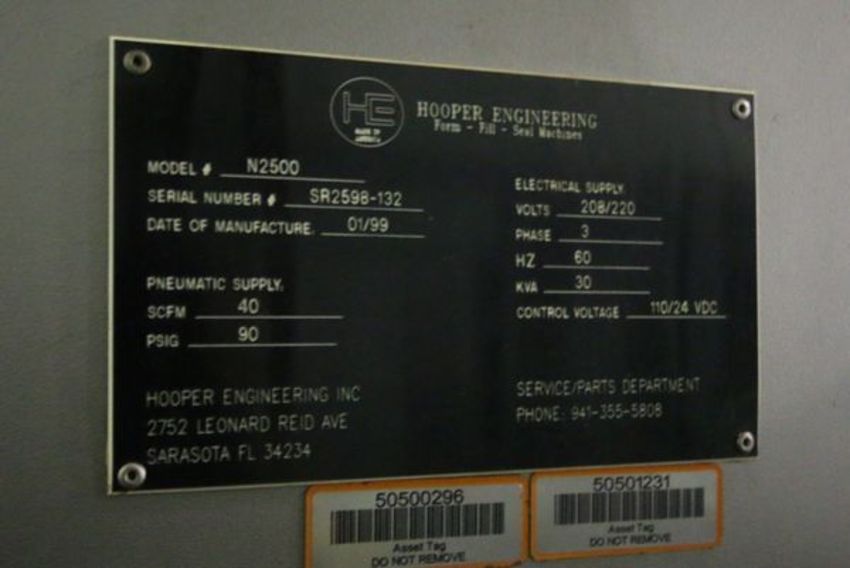 HE
MADE IN
AMERICA
HOOPER ENGINEERING
Form - Fill - Seal Machines
MODEL # N2500
SERIAL NUMBER # SR2598-132
DATE OF MANUFACTURE. 01/99
PNEUMATIC SUPPLY.
SCFM 40
PSIG 90
HOOPER ENGINEERING INC
2752 LEONARD REID AVE
SARASOTA FL 34234
ELECTRICAL SUPPLY.
VOLTS 208/220
PHASE 3
HZ 60
KVA 30
CONTROL VOLTAGE 110/24 VDC
SERVICE/PARTS DEPARTMENT
PHONE: 941-355-5808
50500296
Asset Tag
DO NOT REMOVE
50501231
Asset Tag
DO NOT REMOVE